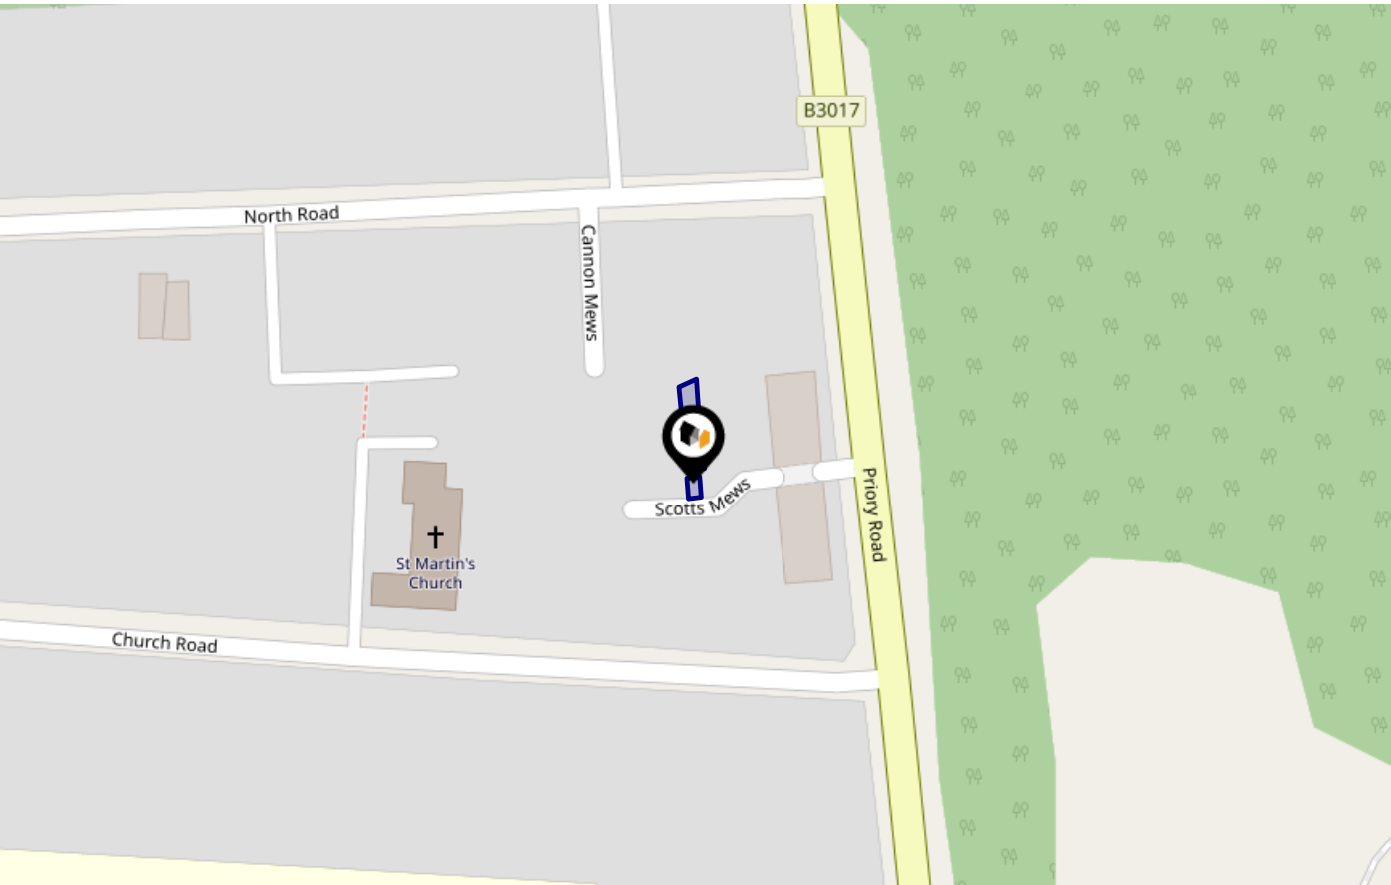 B3017
North Road
Cannon Mews
Scotts Mews
Priory Road
St Martin's
Church
Church Road